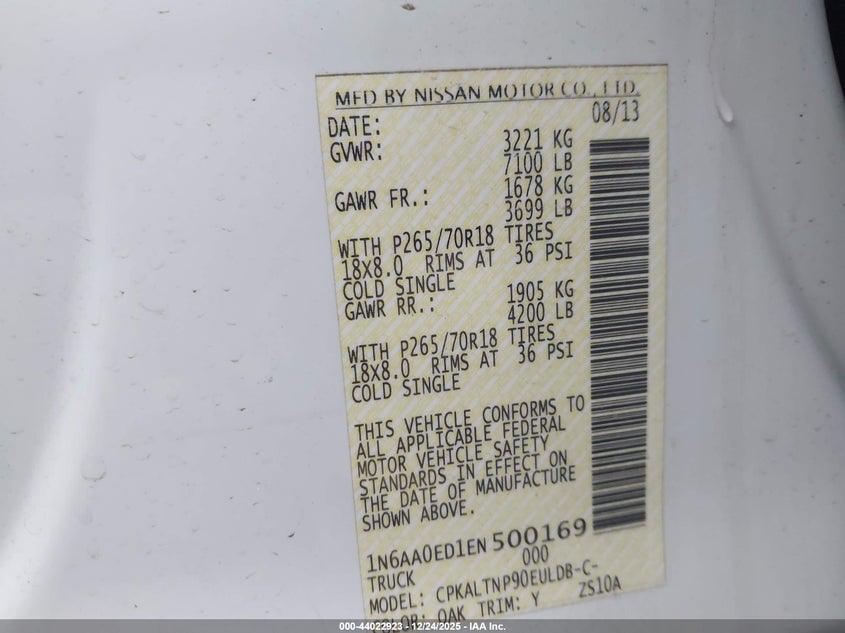 MFD BY NISSAN MOTOR CO., LTD.
DATE: 08/13
GVWR: 3221 KG
7100 LB
GAWR FR.: 1678 KG
3699 LB
WITH P265/70R18 TIRES
18X8.0 RIMS AT 36 PSI
COLD SINGLE
GAWR RR.: 1905 KG
4200 LB
WITH P265/70R18 TIRES
18X8.0 RIMS AT 36 PSI
COLD SINGLE
THIS VEHICLE CONFORMS TO
ALL APPLICABLE FEDERAL
MOTOR VEHICLE SAFETY
STANDARDS IN EFFECT ON
THE DATE OF MANUFACTURE
SHOWN ABOVE.
1N6AA0ED1EN500169
TRUCK 000
MODEL: CPKALTNP90EULDB-C-
COLOR: QAK TRIM: Y ZS10A
000-44022923 - 12/24/2025 - IAA Inc.